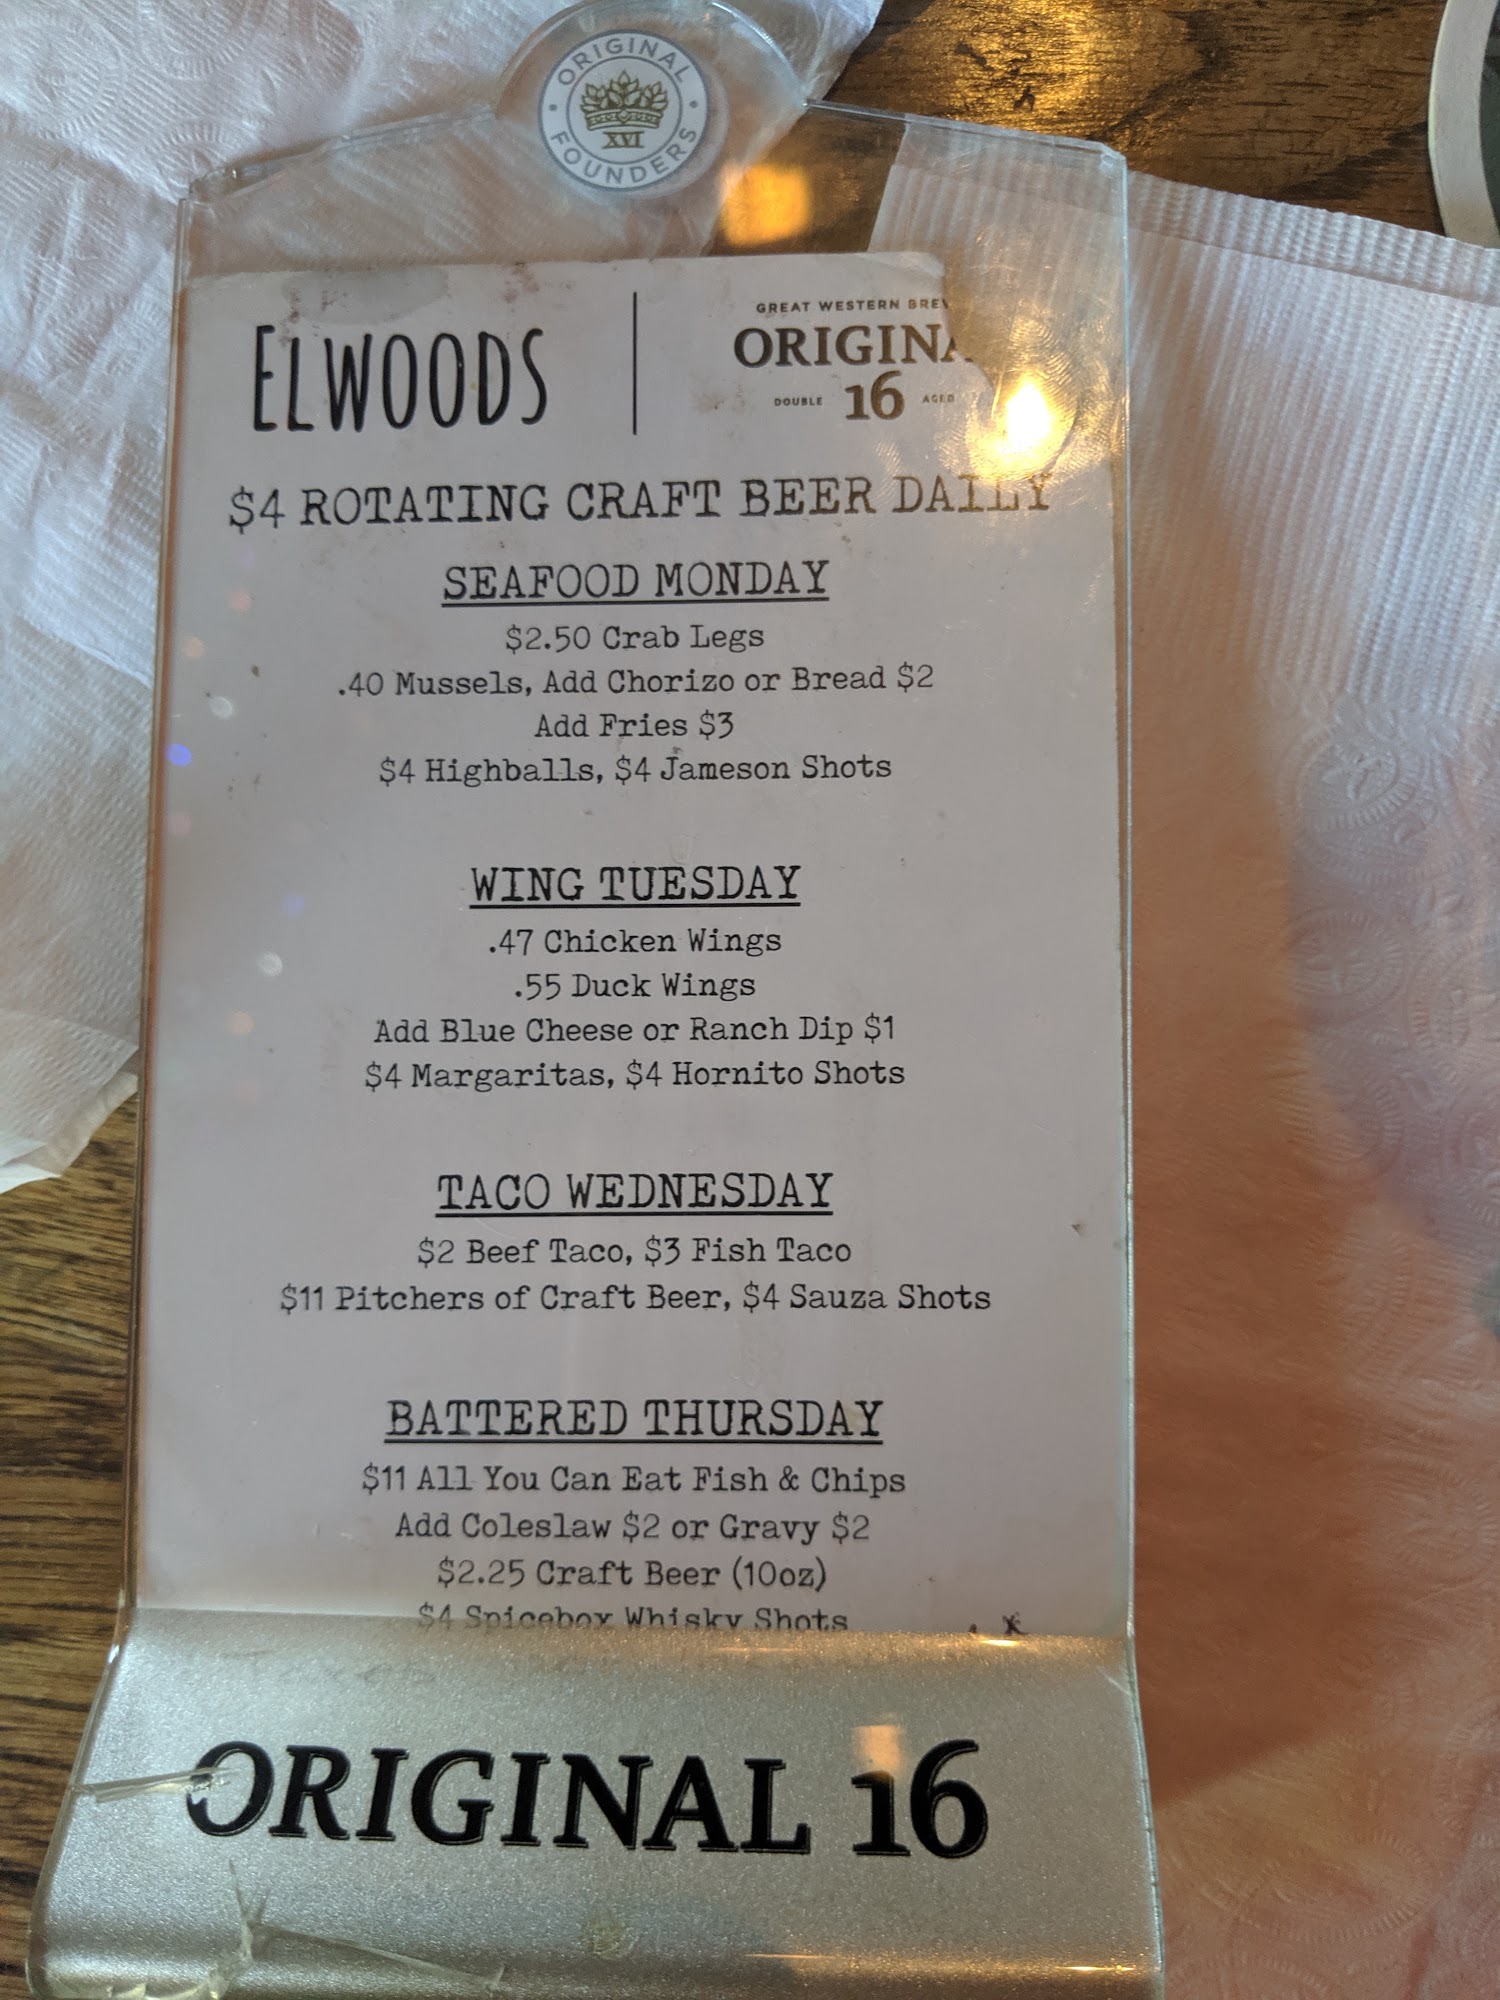 ORIGINAL
XVI
FOUNDERS
ELWOODS
GREAT WESTERN
ORIGINA
DOUBLE 16 AGED
$4 ROTATING CRAFT BEER DAILY
SEAFOOD MONDAY
$2.50 Crab Legs
.40 Mussels, Add Chorizo or Bread $2
Add Fries $3
$4 Highballs, $4 Jameson Shots
WING TUESDAY
.47 Chicken Wings
.55 Duck Wings
Add Blue Cheese or Ranch Dip $1
$4 Margaritas, $4 Hornito Shots
TACO WEDNESDAY
$2 Beef Taco, $3 Fish Taco
$11 Pitchers of Craft Beer, $4 Sauza Shots
BATTERED THURSDAY
$11 All You Can Eat Fish & Chips
Add Coleslaw $2 or Gravy $2
$2.25 Craft Beer (10oz)
$4 Spicebox Whisky Shots
ORIGINAL 16